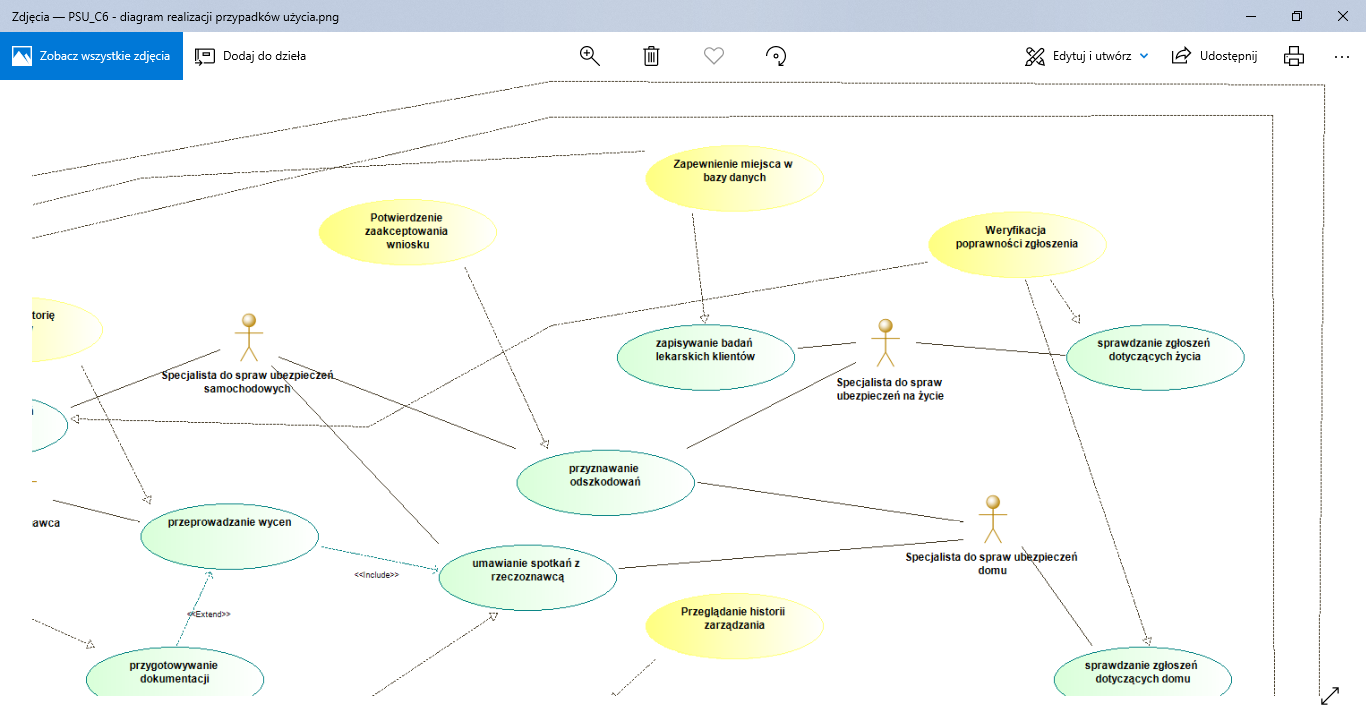 Zdjęcia — PSU_C6 - diagram realizacji przypadków użycia.png
Zobacz wszystkie zdjęcia
Dodaj do dzieła
Edytuj i utwórz
Udostępnij
Zapewnienie miejsca w
bazy danych
Potwierdzenie
zaakceptowania
wniosku
Weryfikacja
poprawności zgłoszenia
torię
Specjalista do spraw ubezpieczeń
samochodowych
zapisywanie badań
lekarskich klientów
Specjalista do spraw
ubezpieczeń na życie
sprawdzanie zgłoszeń
dotyczących życia
przyznawanie
odszkodowań
awca
przeprowadzanie wycen
<<Include>>
umawianie spotkań z
rzeczoznawcą
Specjalista do spraw ubezpieczeń
domu
<<Extend>>
Przeglądanie historii
zarządzania
przygotowywanie
dokumentacji
sprawdzanie zgłoszeń
dotyczących domu